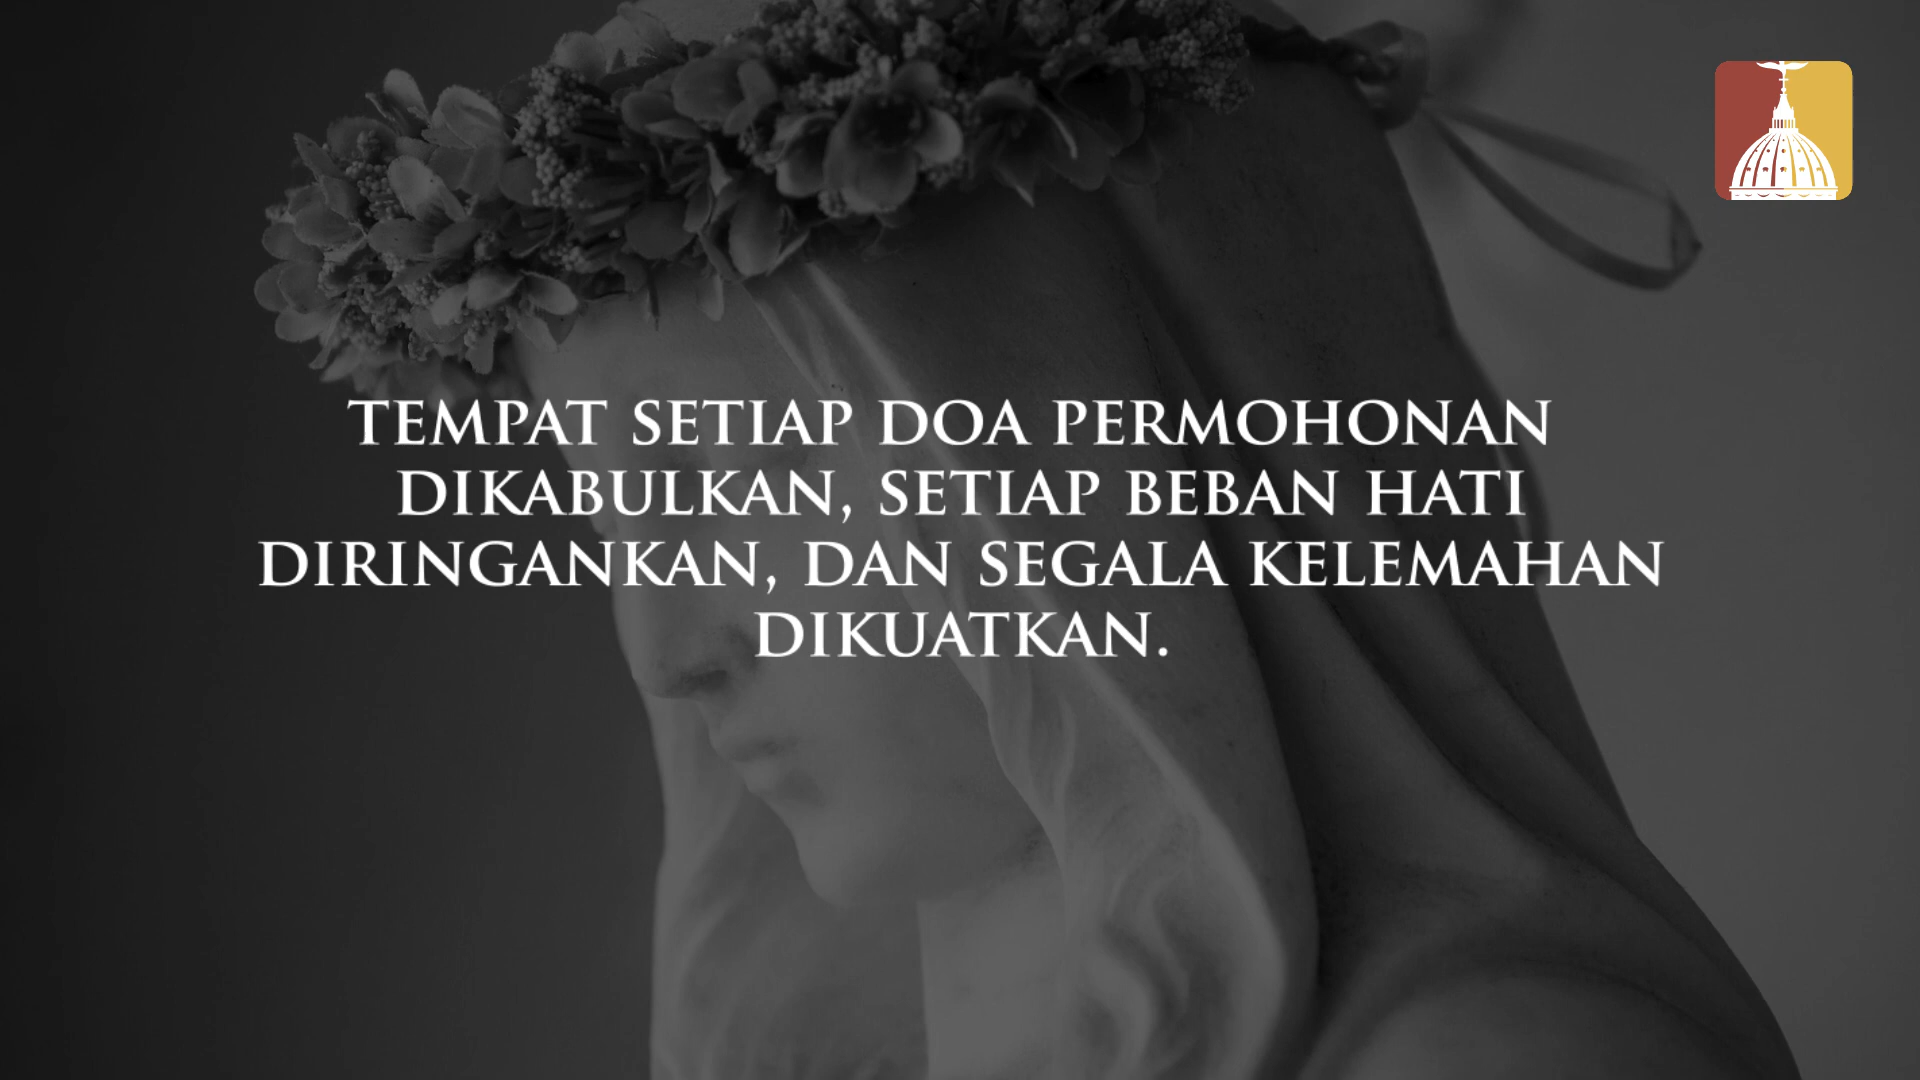 TEMPAT SETIAP DOA PERMOHONAN
DIKABULKAN, SETIAP BEBAN HATI
DIRINGANKAN, DAN SEGALA KELEMAHAN
DIKUATKAN.